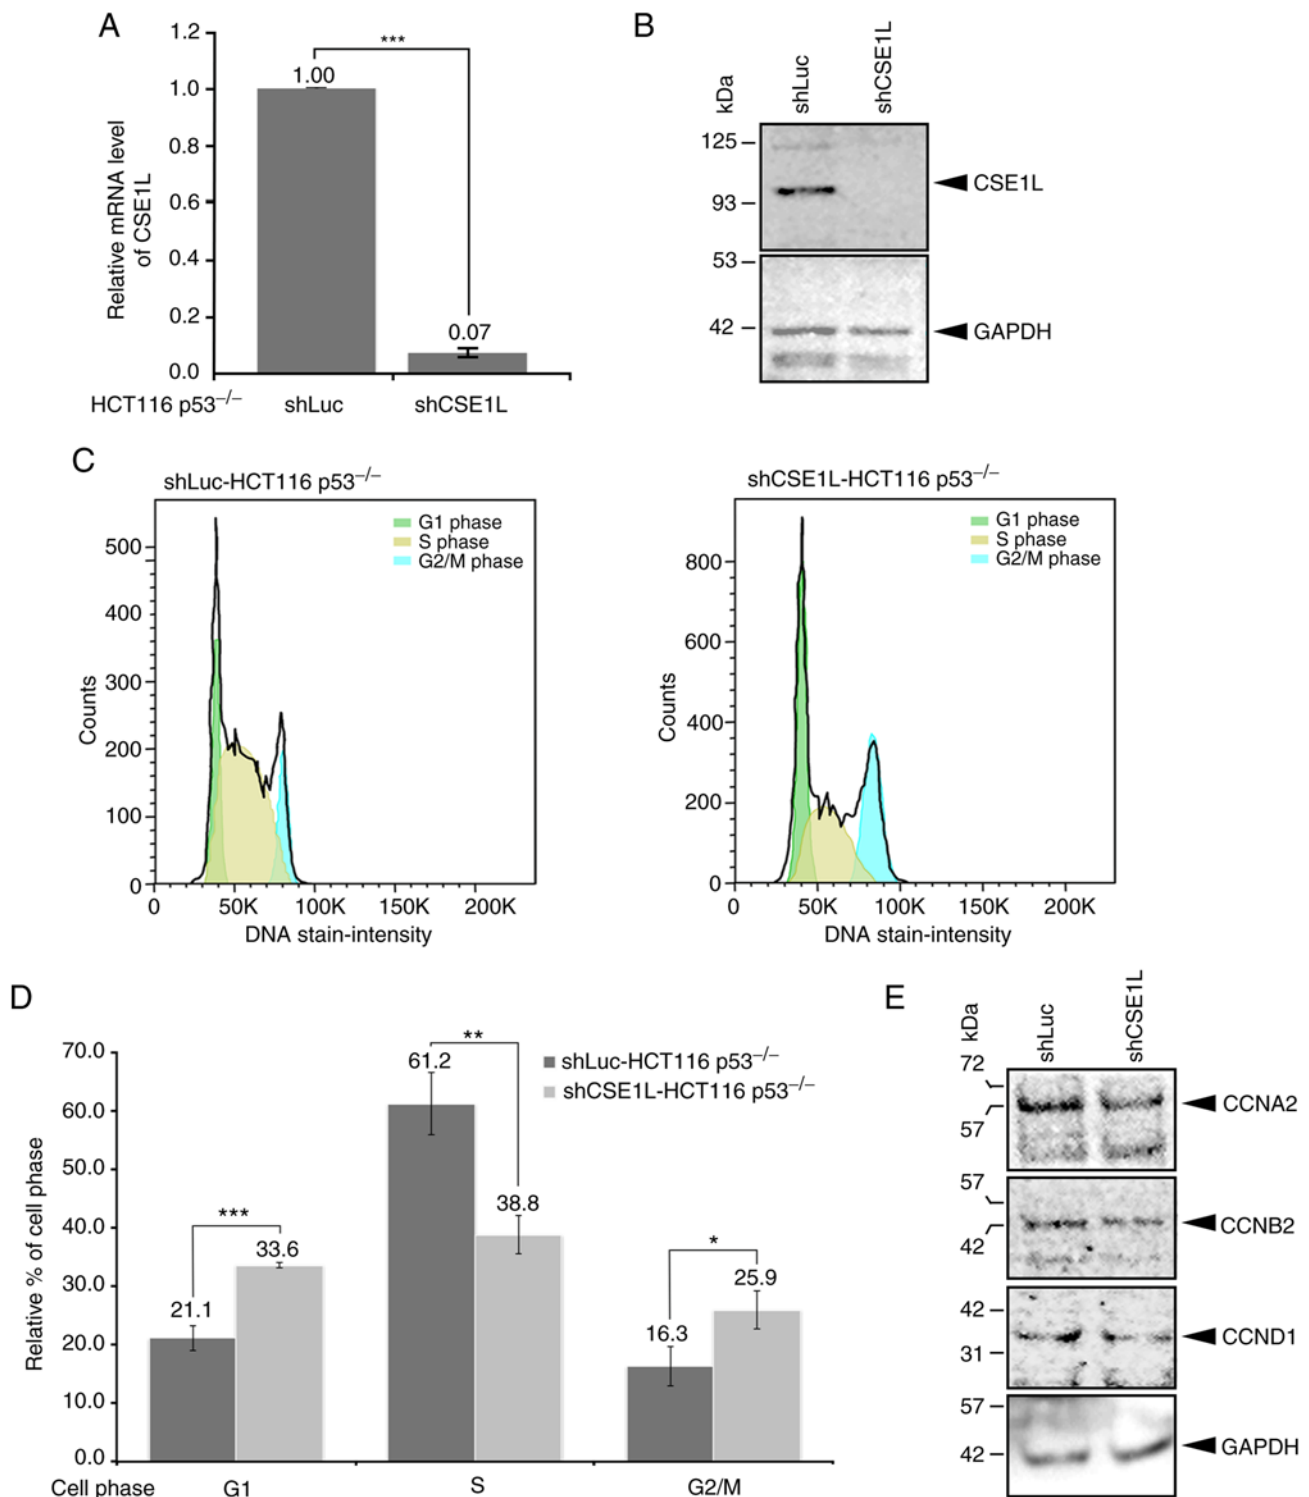 A
1.2
1.0
0.8
0.6
0.4
0.2
0.0
Relative mRNA level
of CSE1L
***
1.00
0.07
HCT116 p53–/–
shLuc
shCSE1L
B
kDa
shLuc
shCSE1L
125
93
CSE1L
53
42
GAPDH
C
shLuc-HCT116 p53–/–
G1 phase
S phase
G2/M phase
Counts
500
400
300
200
100
0
0
50K
100K
150K
200K
DNA stain-intensity
shCSE1L-HCT116 p53–/–
G1 phase
S phase
G2/M phase
Counts
800
600
400
200
0
0
50K
100K
150K
200K
DNA stain-intensity
D
Relative % of cell phase
70.0
60.0
50.0
40.0
30.0
20.0
10.0
0.0
shLuc-HCT116 p53–/–
shCSE1L-HCT116 p53–/–
***
21.1
33.6
**
61.2
38.8
*
16.3
25.9
Cell phase
G1
S
G2/M
E
kDa
shLuc
shCSE1L
72
57
CCNA2
57
42
CCNB2
42
31
CCND1
57
42
GAPDH